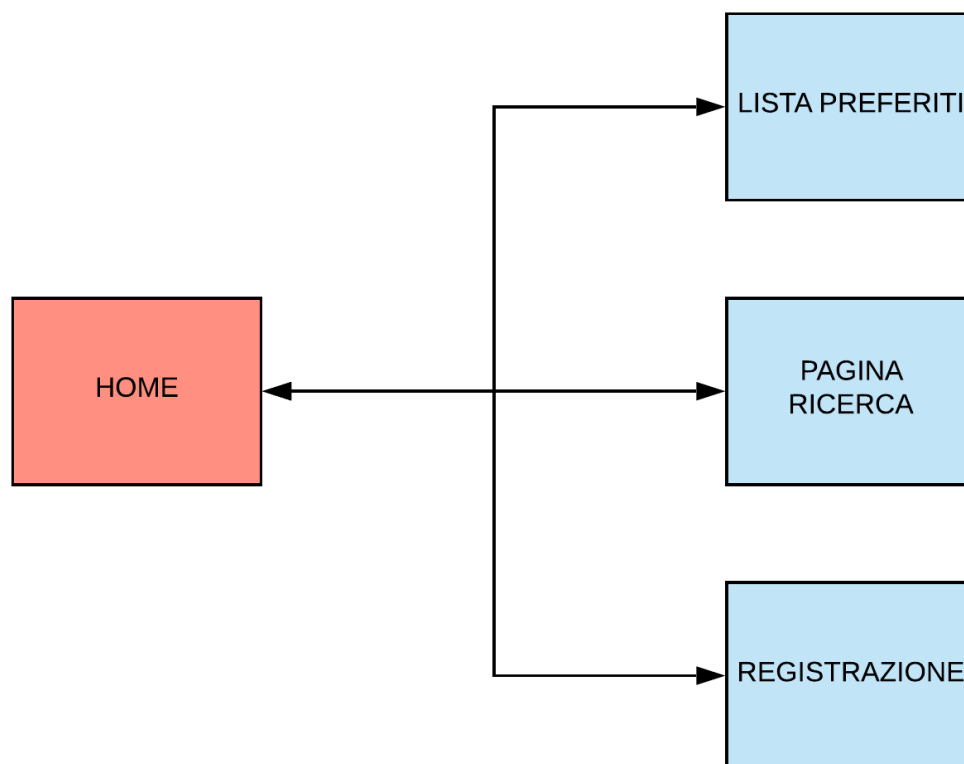 LISTA PREFERITI
HOME
PAGINA
RICERCA
REGISTRAZIONE